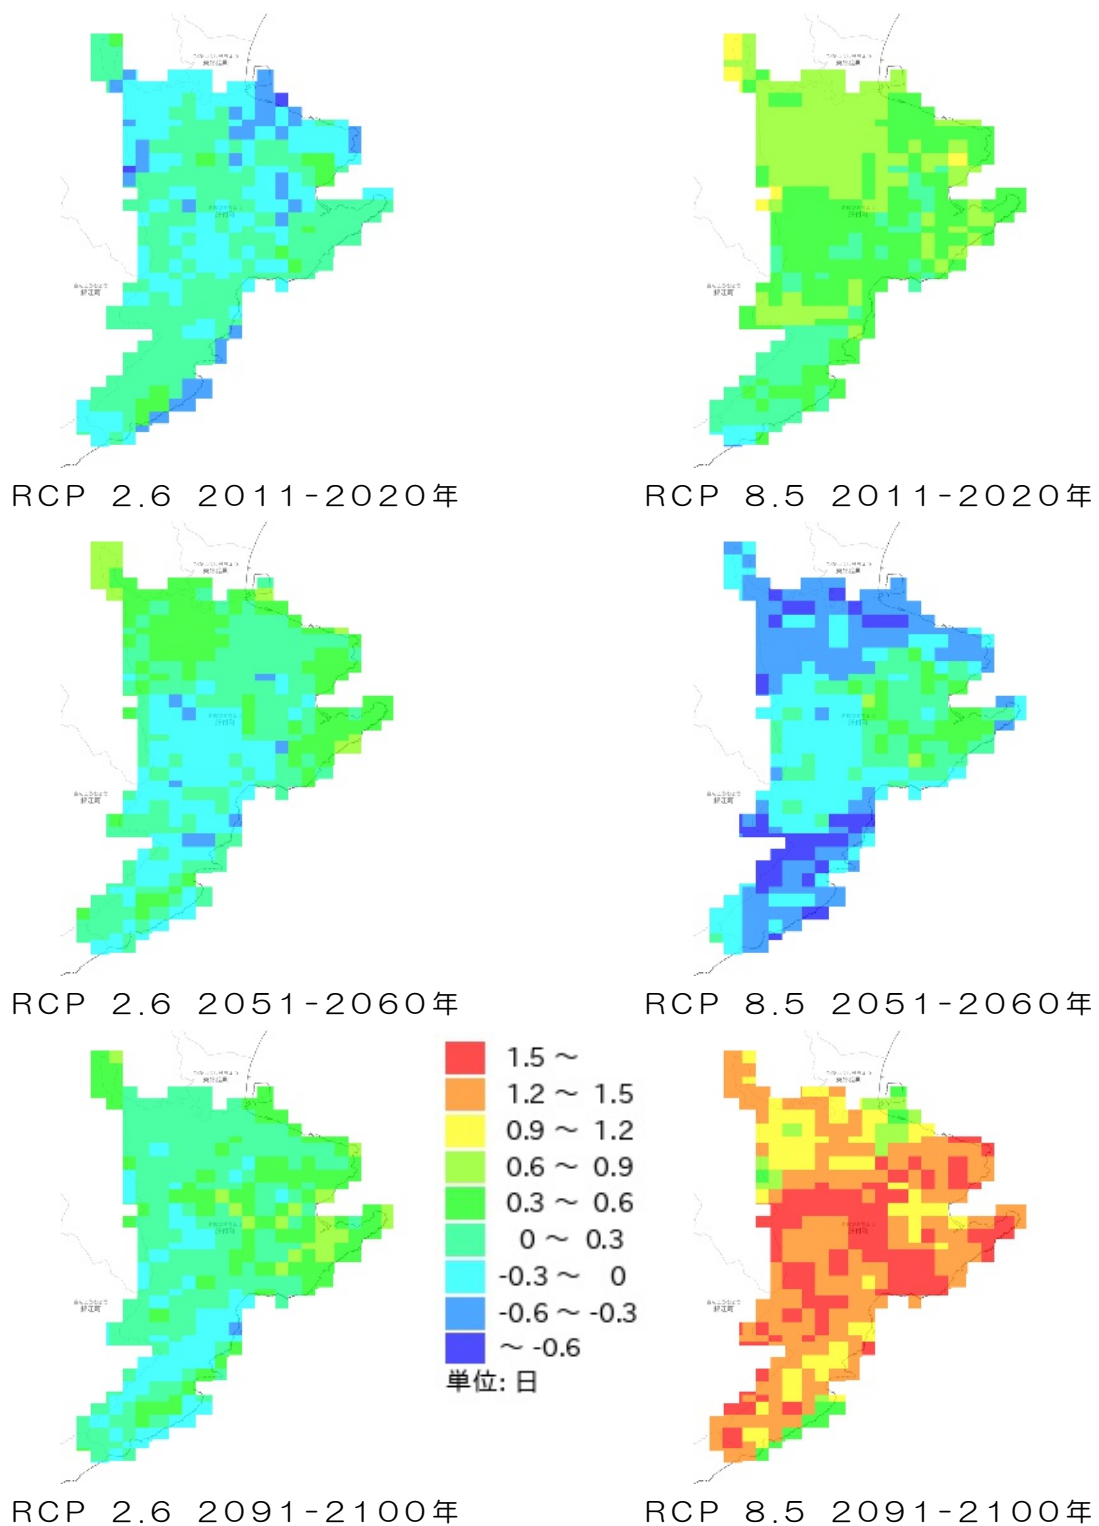 RCP 2.6 2011-2020年
RCP 8.5 2011-2020年
RCP 2.6 2051-2060年
RCP 8.5 2051-2060年
1.5 ～
1.2 ～ 1.5
0.9 ～ 1.2
0.6 ～ 0.9
0.3 ～ 0.6
0 ～ 0.3
-0.3 ～ 0
-0.6 ～ -0.3
～ -0.6
単位: 日
RCP 2.6 2091-2100年
RCP 8.5 2091-2100年